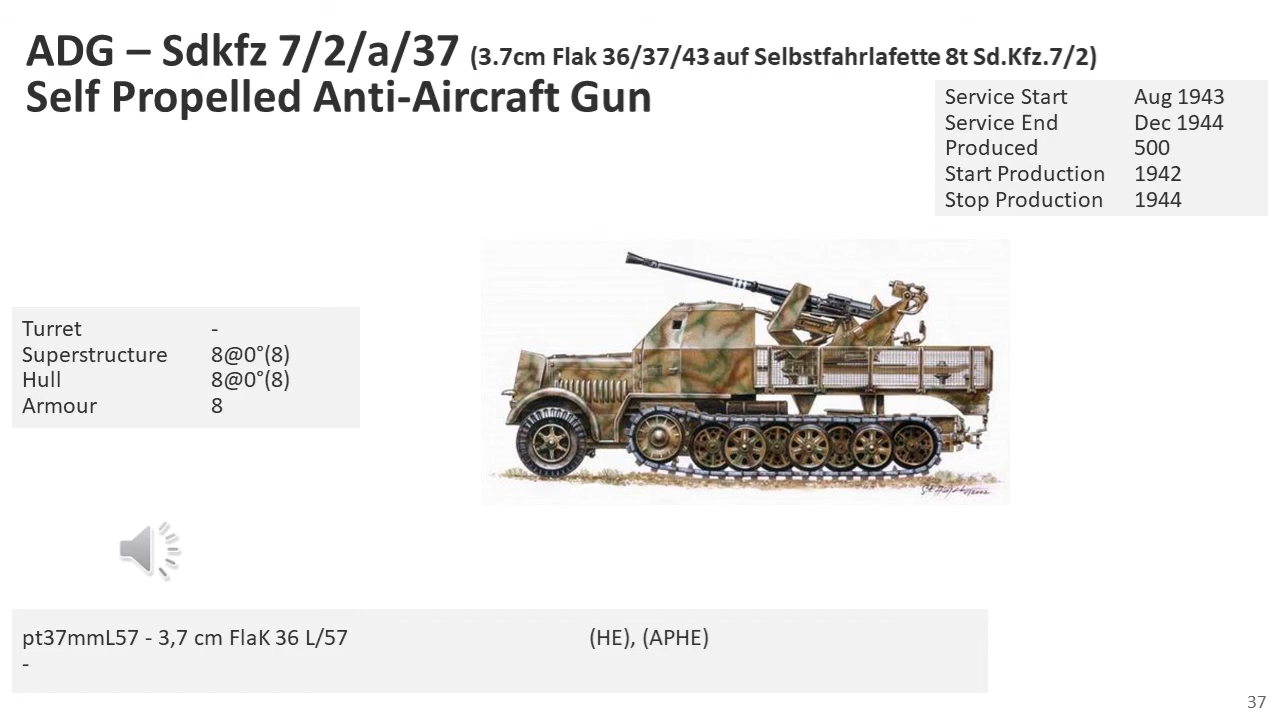 ADG – Sdkfz 7/2/a/37 (3.7cm Flak 36/37/43 auf Selbstfahrlafette 8t Sd.Kfz.7/2)
Self Propelled Anti-Aircraft Gun
Service Start Aug 1943
Service End Dec 1944
Produced 500
Start Production 1942
Stop Production 1944
Turret -
Superstructure 8@0°(8)
Hull 8@0°(8)
Armour 8
pt37mmL57 - 3,7 cm FlaK 36 L/57 (HE), (APHE)
-
37